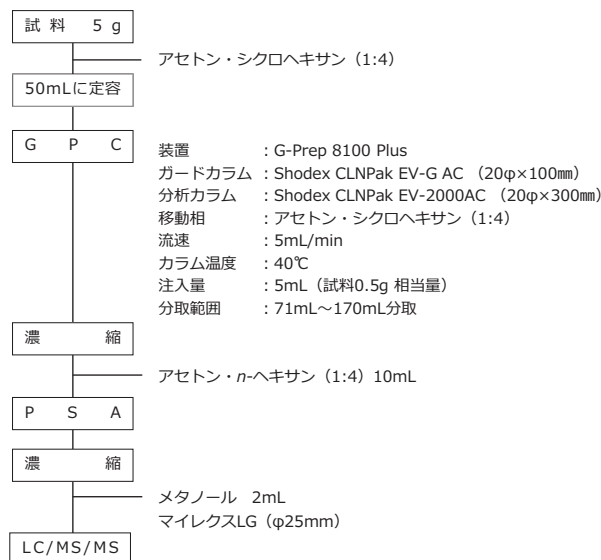 試料 5g
アセトン・シクロヘキサン（1:4）
50mLに定容
GPC
装置 ：G-Prep 8100 Plus
ガードカラム ：Shodex CLNPak EV-G AC （20φ×100㎜）
分析カラム ：Shodex CLNPak EV-2000AC （20φ×300㎜）
移動相 ：アセトン・シクロヘキサン（1:4）
流速 ：5mL/min
カラム温度 ：40℃
注入量 ：5mL（試料0.5g 相当量）
分取範囲 ：71mL～170mL分取
濃縮
アセトン・n-ヘキサン（1:4）10mL
PSA
濃縮
メタノール 2mL
マイレクスLG（φ25mm）
LC/MS/MS